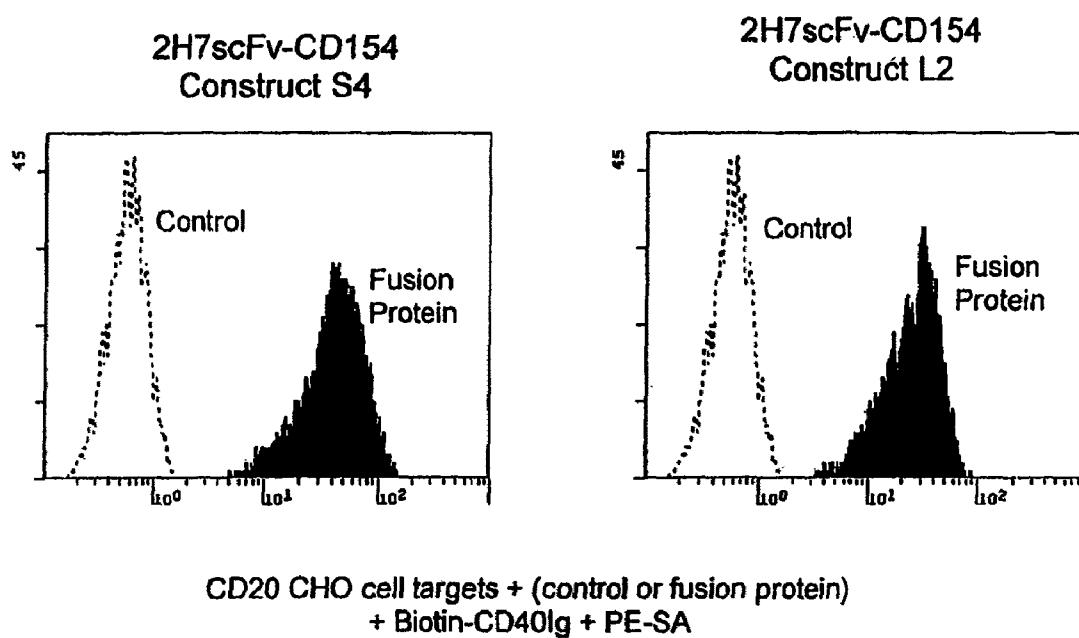 2H7scFv-CD154
Construct S4
45
Control
Fusion
Protein
10⁰ 10¹ 10²
2H7scFv-CD154
Construct L2
45
Control
Fusion
Protein
10⁰ 10¹ 10²
CD20 CHO cell targets + (control or fusion protein)
+ Biotin-CD40Ig + PE-SA